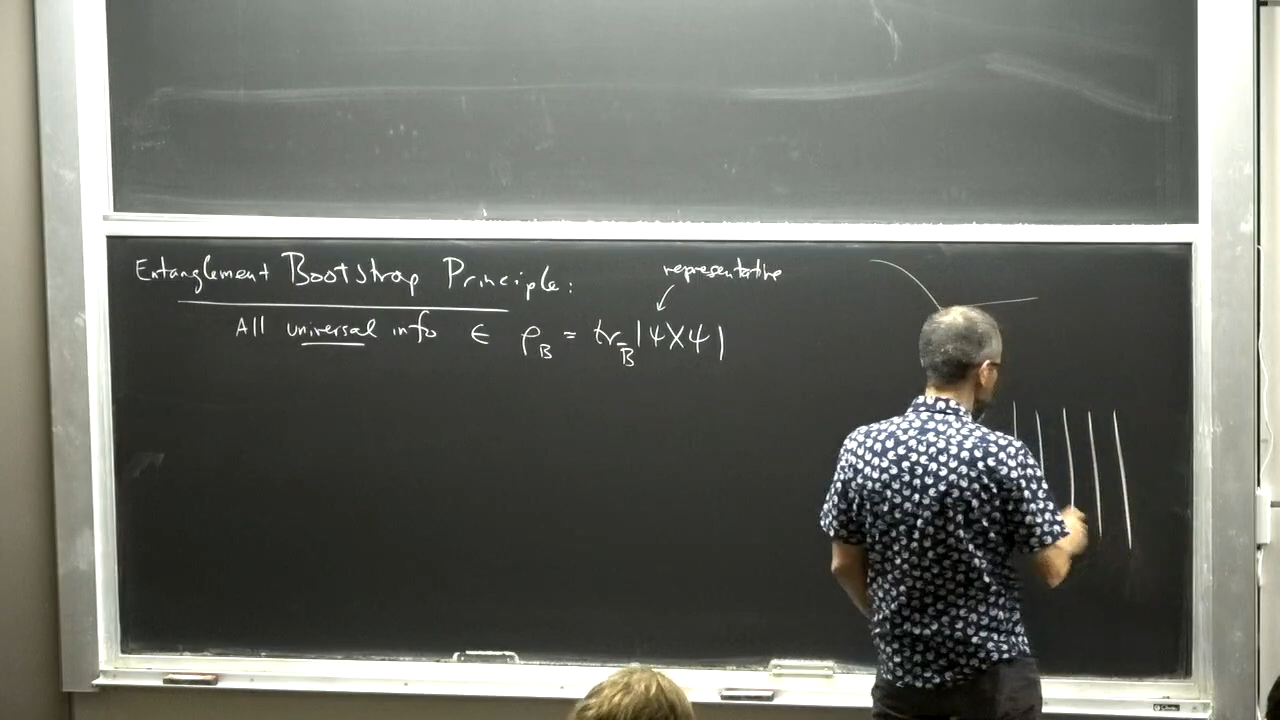 Entanglement Bootstrap Principle:
representative
All universal info ∈ ρ_B = tr_B̄ |ψ⟩⟨ψ|